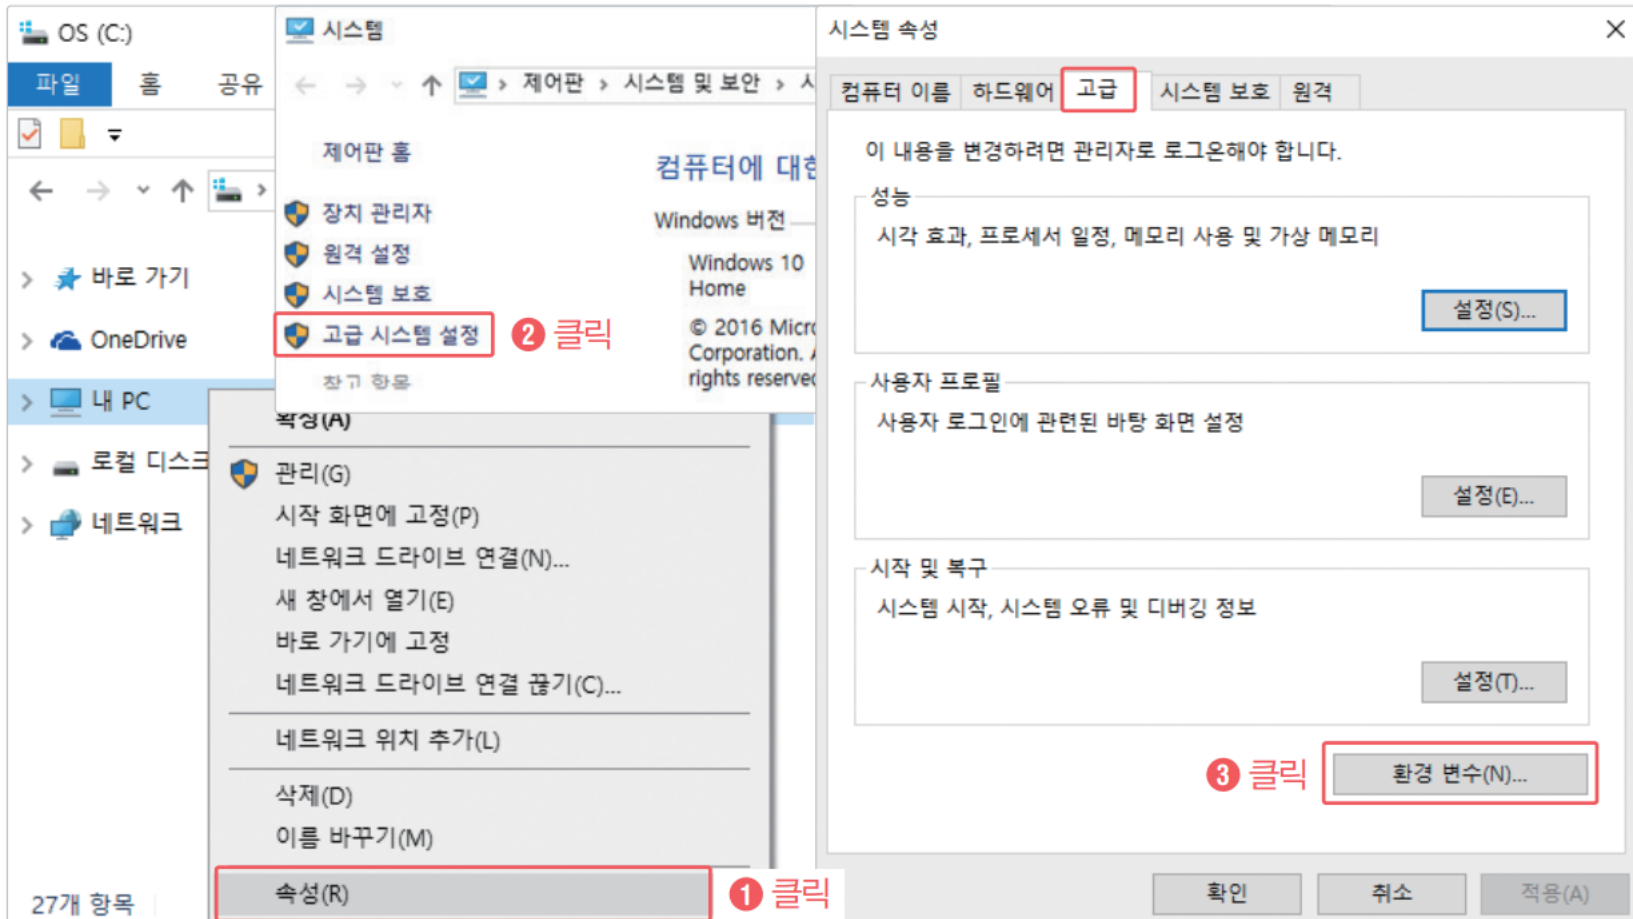 OS (C:)
파일 홈 공유
바로 가기
OneDrive
내 PC
로컬 디스크
네트워크
27개 항목
시스템
제어판 시스템 및 보안
제어판 홈
장치 관리자
원격 설정
시스템 보호
고급 시스템 설정
❷ 클릭
참고 항목
컴퓨터에 대한
Windows 버전
Windows 10
Home
© 2016
Corporation.
rights reserved
확장(A)
관리(G)
시작 화면에 고정(P)
네트워크 드라이브 연결(N)...
새 창에서 열기(E)
바로 가기에 고정
네트워크 드라이브 연결 끊기(C)...
네트워크 위치 추가(L)
삭제(D)
이름 바꾸기(M)
속성(R)
❶ 클릭
시스템 속성
컴퓨터 이름 하드웨어 고급 시스템 보호 원격
이 내용을 변경하려면 관리자로 로그온해야 합니다.
성능
시각 효과, 프로세서 일정, 메모리 사용 및 가상 메모리
설정(S)...
사용자 프로필
사용자 로그인에 관련된 바탕 화면 설정
설정(E)...
시작 및 복구
시스템 시작, 시스템 오류 및 디버깅 정보
설정(T)...
❸ 클릭
환경 변수(N)...
확인 취소 적용(A)